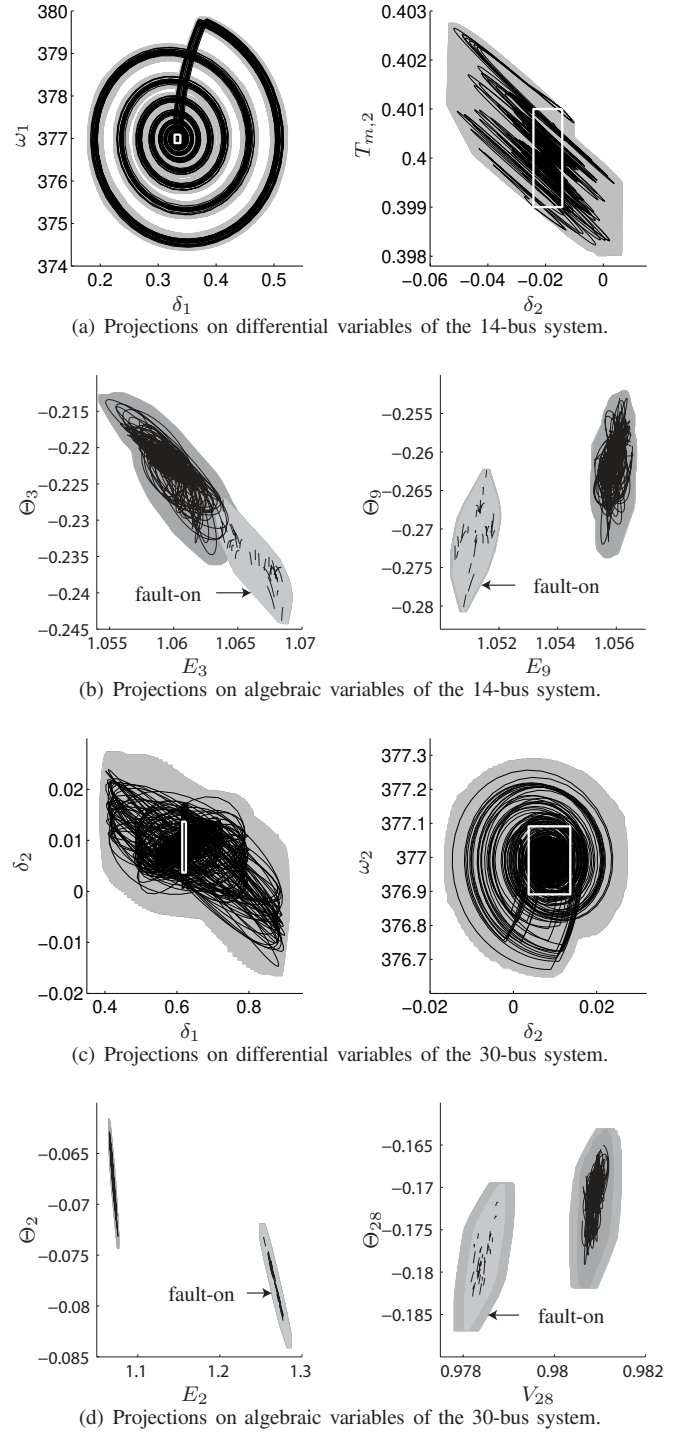 380
379
378
377
376
375
374
ω1
0.2 0.3 0.4 0.5
δ1
0.403
0.402
0.401
0.4
0.399
0.398
Tm,2
−0.06 −0.04 −0.02 0
δ2
(a) Projections on differential variables of the 14-bus system.
−0.215
−0.22
−0.225
−0.23
−0.235
−0.24
−0.245
Θ3
fault-on
1.055 1.06 1.065 1.07
E3
−0.255
−0.26
−0.265
−0.27
−0.275
−0.28
Θ9
fault-on
1.052 1.054 1.056
E9
(b) Projections on algebraic variables of the 14-bus system.
0.02
0.01
0
−0.01
−0.02
δ2
0.4 0.6 0.8
δ1
377.3
377.2
377.1
377
376.9
376.8
376.7
ω2
−0.02 0 0.02
δ2
(c) Projections on differential variables of the 30-bus system.
−0.065
−0.07
−0.075
−0.08
−0.085
Θ2
fault-on
1.1 1.2 1.3
E2
−0.165
−0.17
−0.175
−0.18
−0.185
Θ28
fault-on
0.978 0.98 0.982
V28
(d) Projections on algebraic variables of the 30-bus system.